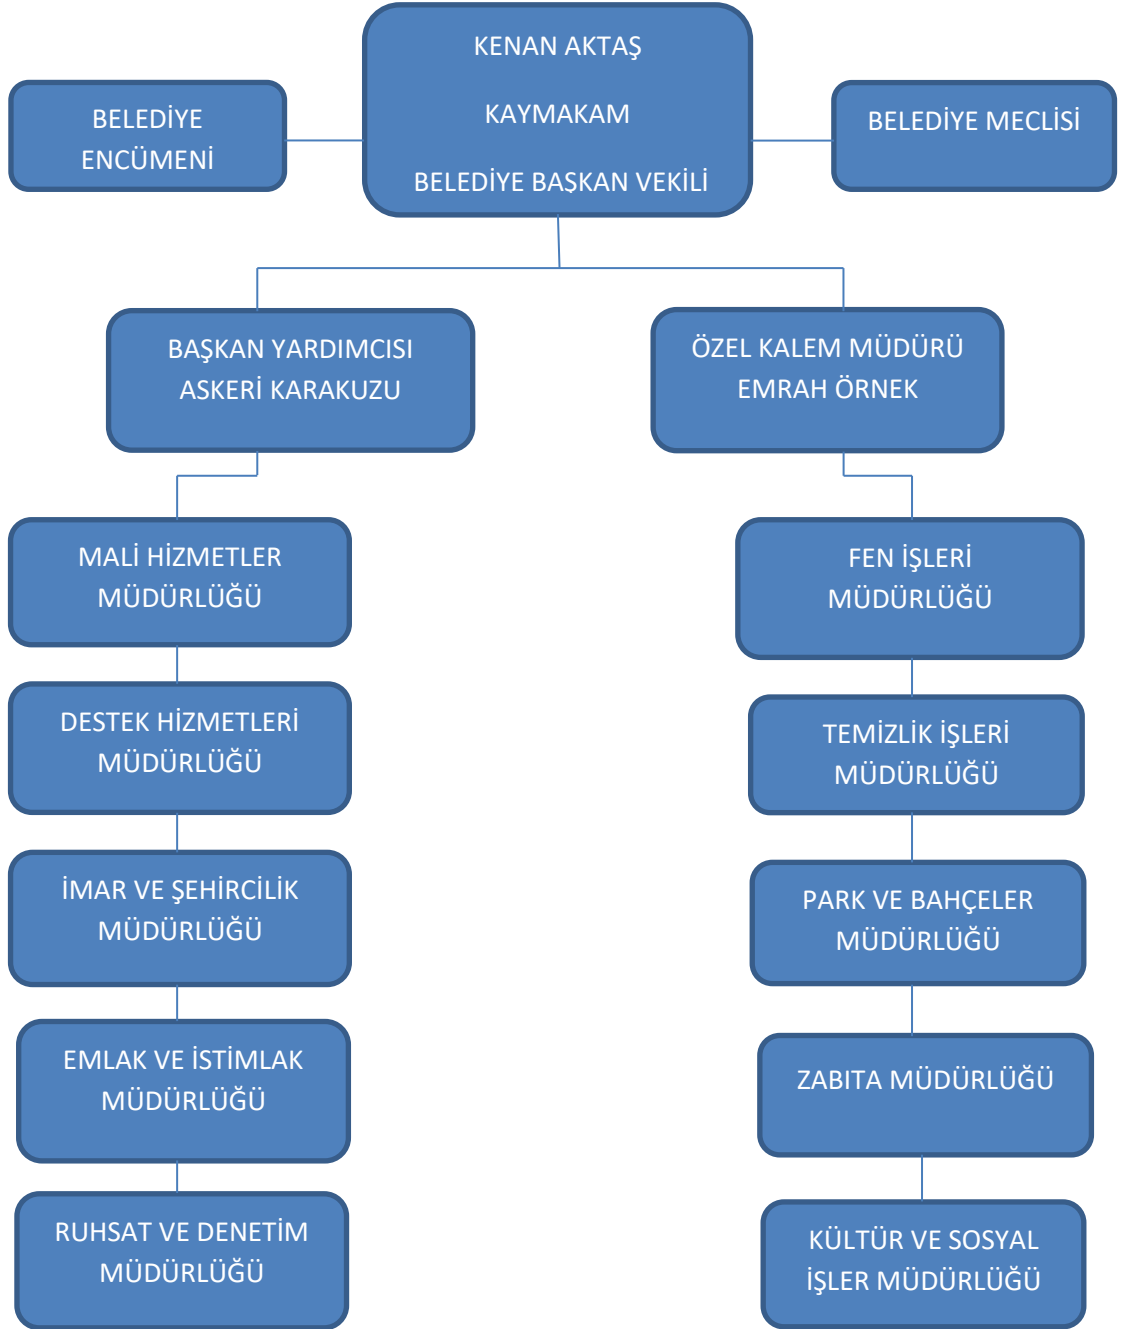 KENAN AKTAŞ
KAYMAKAM
BELEDİYE BAŞKAN VEKİLİ
BELEDİYE
ENCÜMENİ
BELEDİYE MECLİSİ
BAŞKAN YARDIMCISI
ASKERİ KARAKUZU
ÖZEL KALEM MÜDÜRÜ
EMRAH ÖRNEK
MALİ HİZMETLER
MÜDÜRLÜĞÜ
DESTEK HİZMETLERİ
MÜDÜRLÜĞÜ
İMAR VE ŞEHİRCİLİK
MÜDÜRLÜĞÜ
EMLAK VE İSTİMLAK
MÜDÜRLÜĞÜ
RUHSAT VE DENETİM
MÜDÜRLÜĞÜ
FEN İŞLERİ
MÜDÜRLÜĞÜ
TEMİZLİK İŞLERİ
MÜDÜRLÜĞÜ
PARK VE BAHÇELER
MÜDÜRLÜĞÜ
ZABITA MÜDÜRLÜĞÜ
KÜLTÜR VE SOSYAL
İŞLER MÜDÜRLÜĞÜ